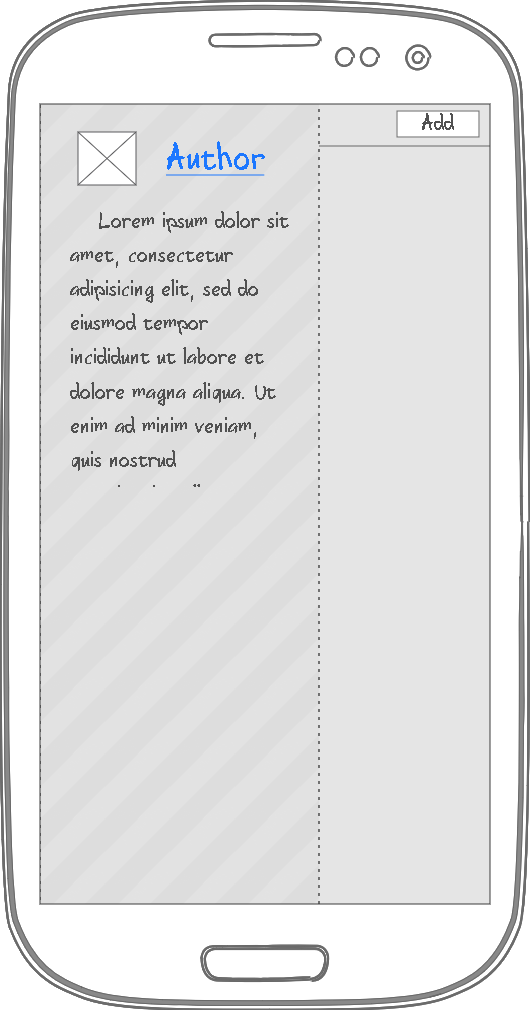 Add
Author
Lorem ipsum dolor sit
amet, consectetur
adipisicing elit, sed do
eiusmod tempor
incididunt ut labore et
dolore magna aliqua. Ut
enim ad minim veniam,
quis nostrud